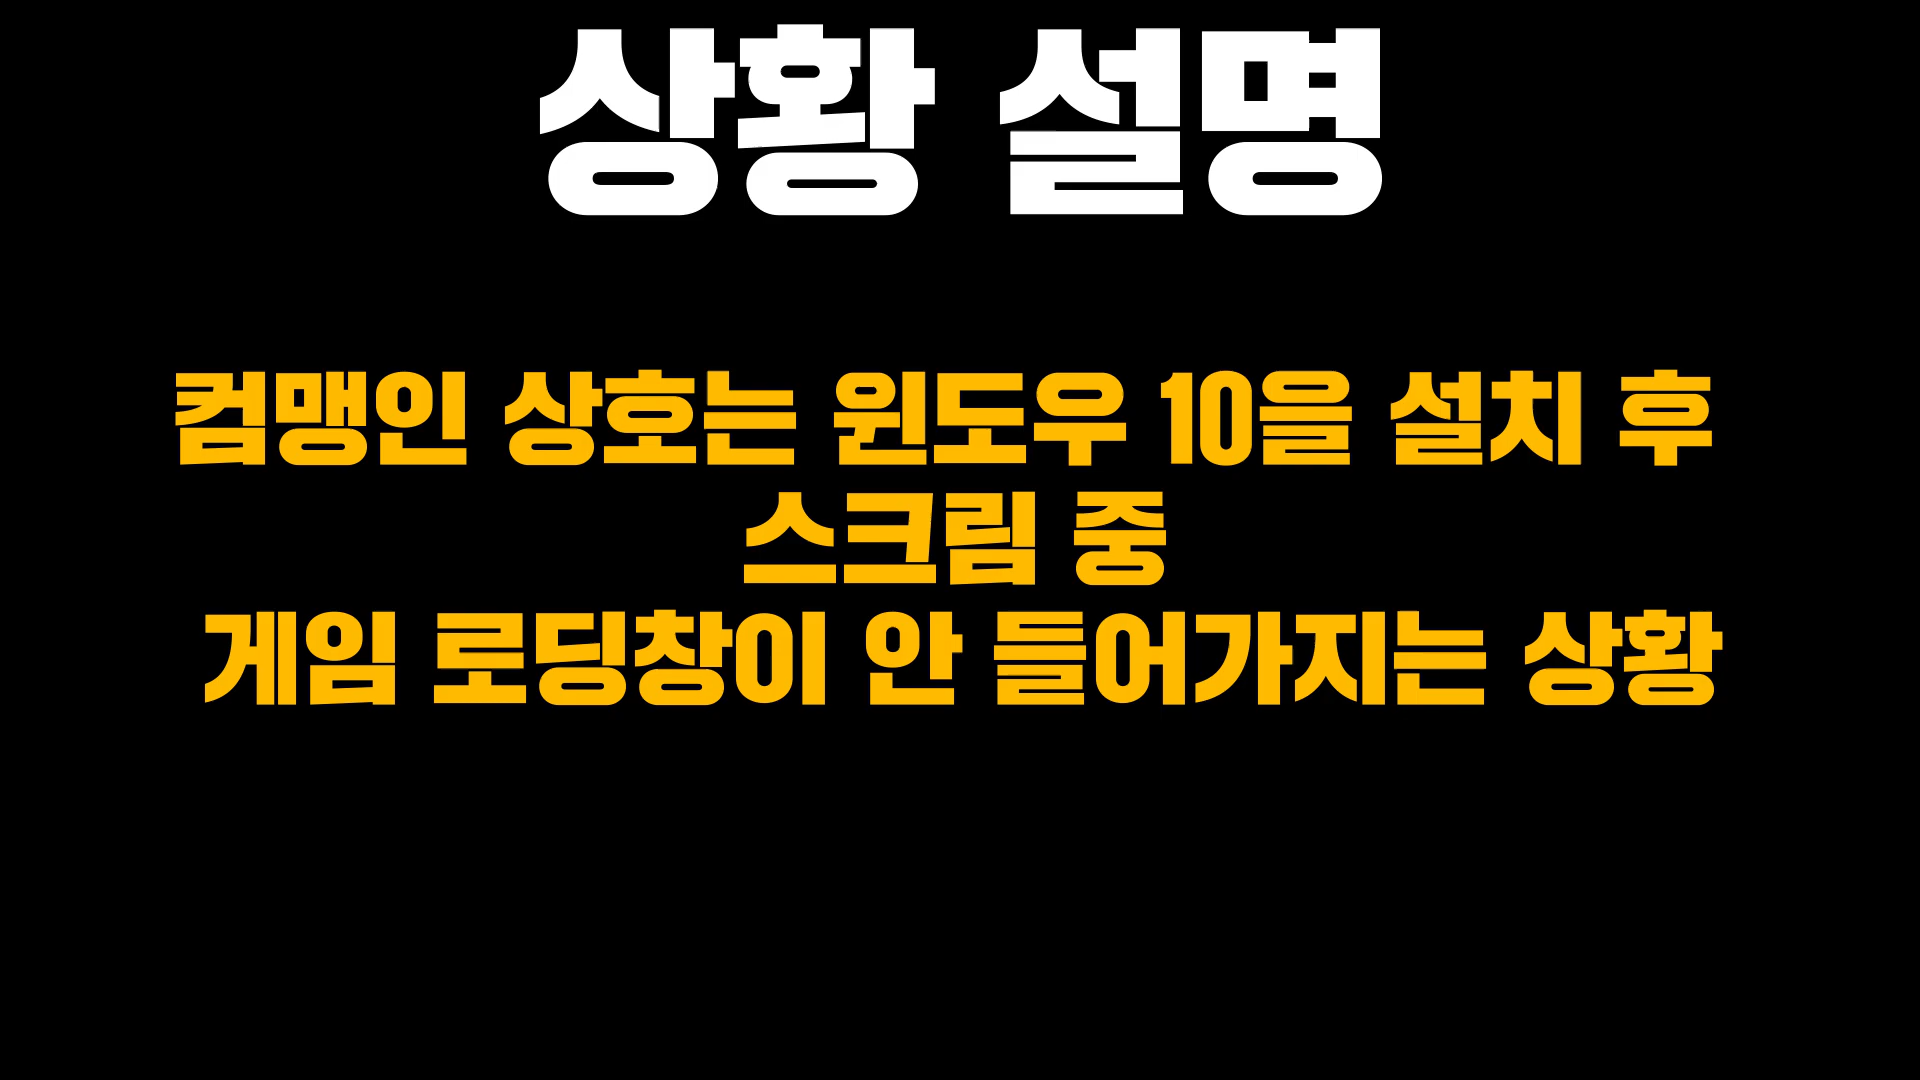 상황 설명
컴맹인 상호는 윈도우 10을 설치 후
스크림 중
게임 로딩창이 안 들어가지는 상황